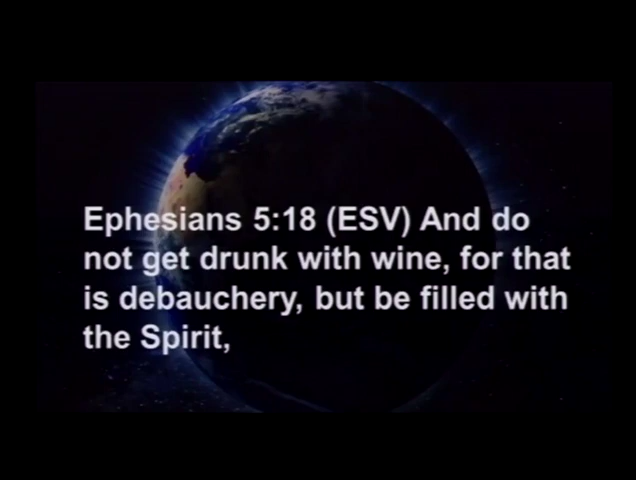 Ephesians 5:18 (ESV) And do
not get drunk with wine, for that
is debauchery, but be filled with
the Spirit,